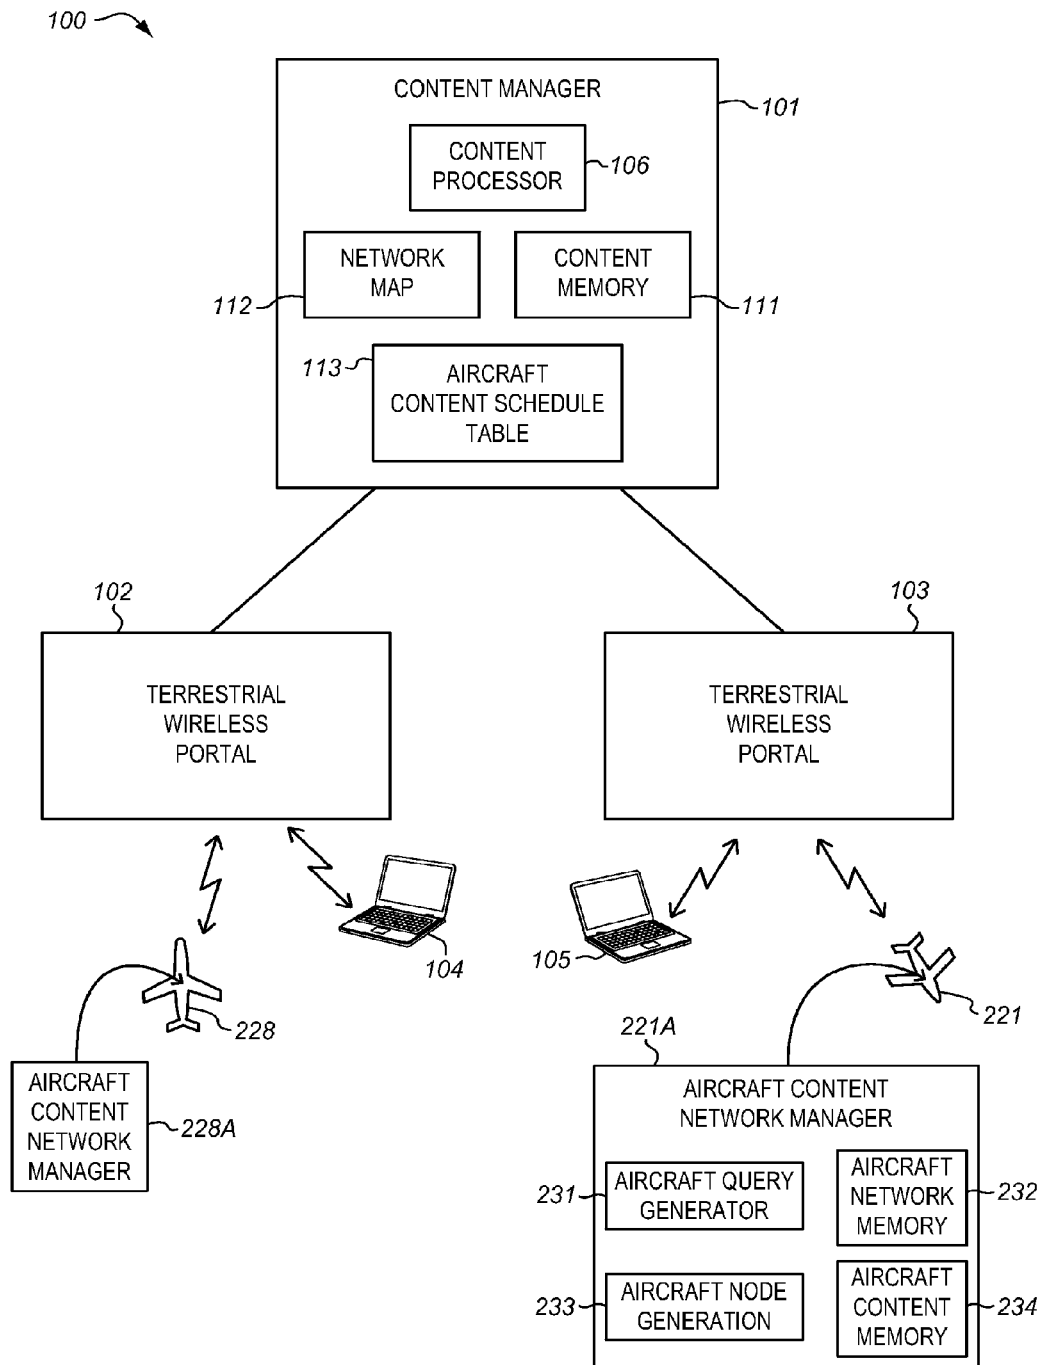 100
CONTENT MANAGER
101
CONTENT
PROCESSOR
106
NETWORK
MAP
112
CONTENT
MEMORY
111
113
AIRCRAFT
CONTENT SCHEDULE
TABLE
102
TERRESTRIAL
WIRELESS
PORTAL
103
TERRESTRIAL
WIRELESS
PORTAL
104
105
228
221
AIRCRAFT
CONTENT
NETWORK
MANAGER
228A
221A
AIRCRAFT CONTENT
NETWORK MANAGER
231
AIRCRAFT QUERY
GENERATOR
AIRCRAFT
NETWORK
MEMORY
232
233
AIRCRAFT NODE
GENERATION
AIRCRAFT
CONTENT
MEMORY
234